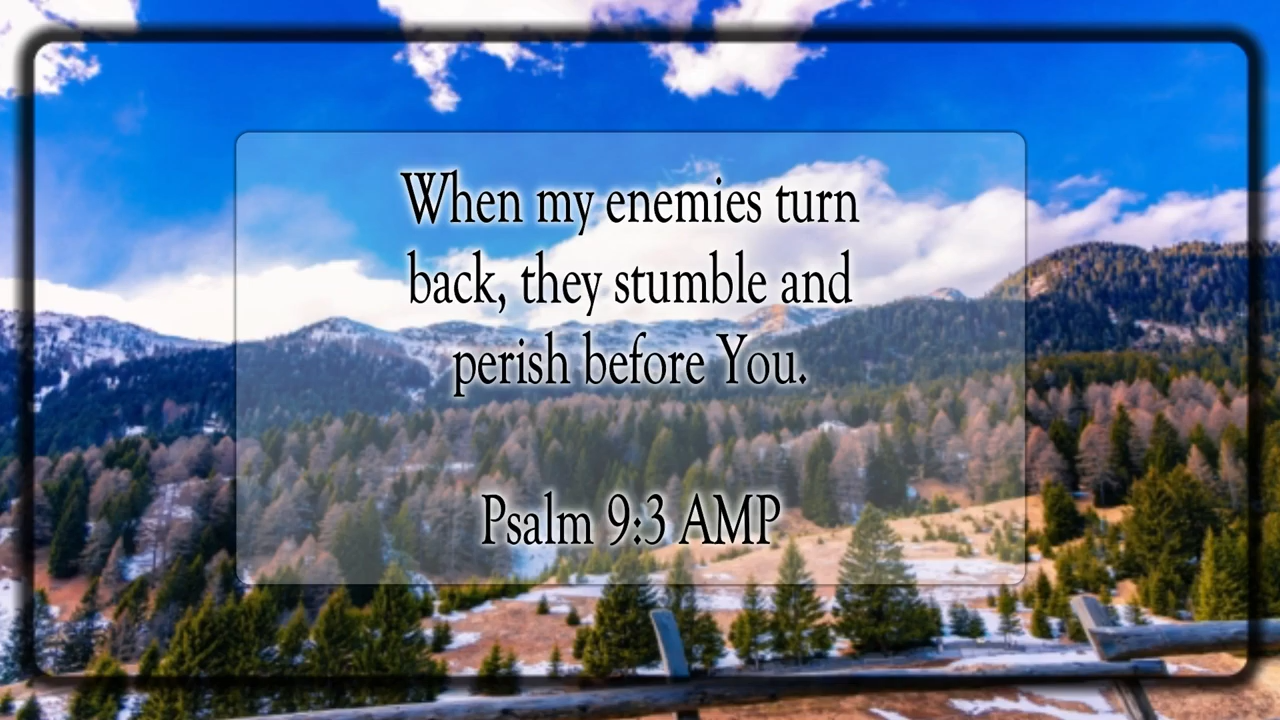 When my enemies turn
back, they stumble and
perish before You.
Psalm 9:3 AMP